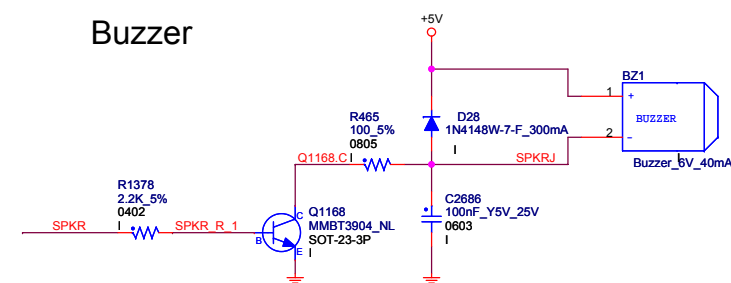 Buzzer
+5V
BZ1
1
+
BUZZER
2
-
Buzzer_6V_40mA
I
D28
1N4148W-7-F_300mA
I
R465
100_5%
0805
I
Q1168.C
SPKRJ
R1378
2.2K_5%
0402
I
SPKR
SPKR_R_1
Q1168
MMBT3904_NL
SOT-23-3P
I
C
B
E
C2686
100nF_Y5V_25V
0603
I